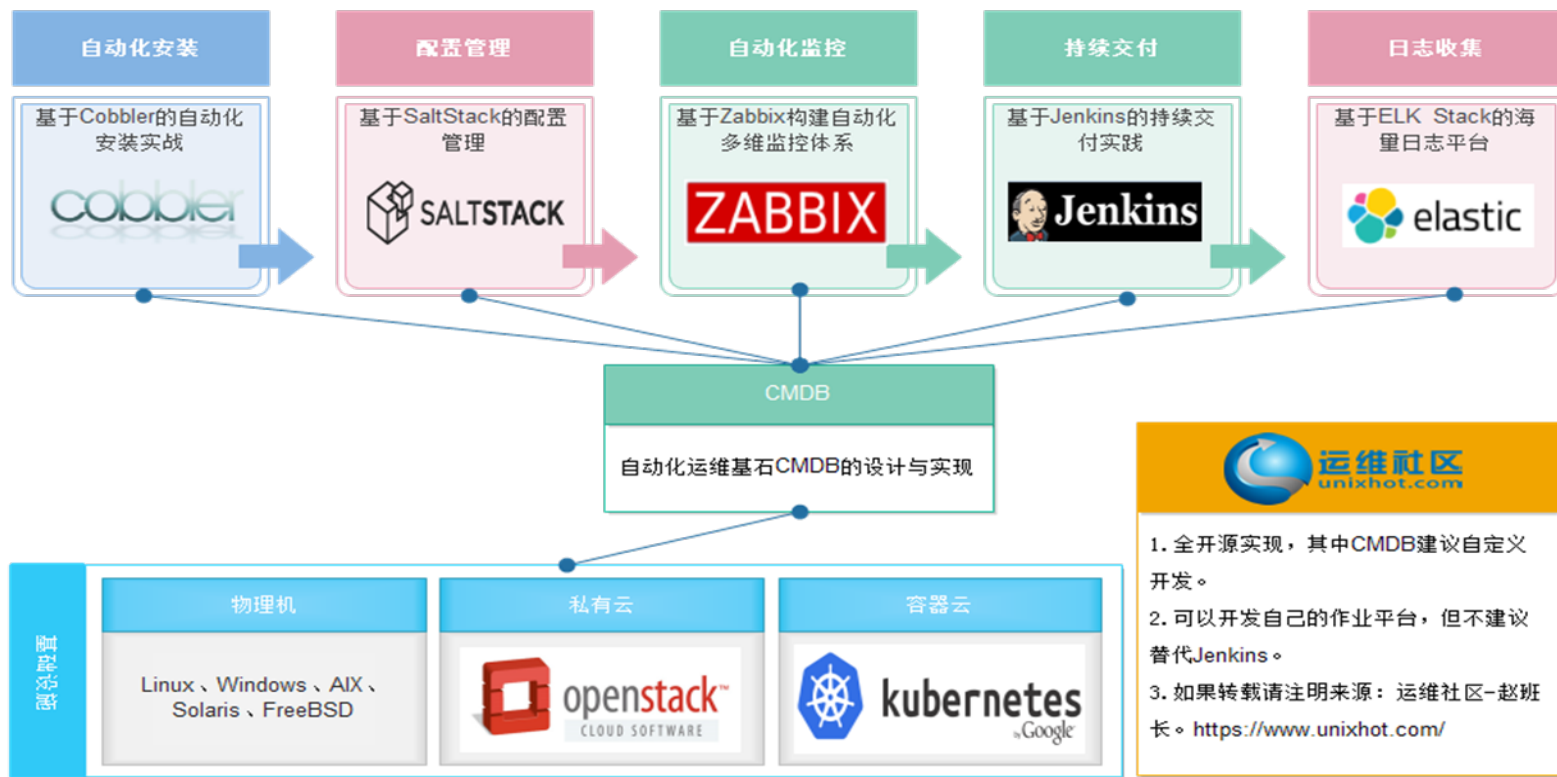 自动化安装
配置管理
自动化监控
持续交付
日志收集
基于Cobbler的自动化
安装实战
cobbler
基于SaltStack的配置
管理
SALTSTACK
基于Zabbix构建自动化
多维监控体系
ZABBIX
基于Jenkins的持续交
付实践
Jenkins
基于ELK Stack的海
量日志平台
elastic
CMDB
自动化运维基石CMDB的设计与实现
基础设施
物理机
Linux、Windows、AIX、
Solaris、FreeBSD
私有云
openstack™
CLOUD SOFTWARE
容器云
kubernetes
by Google
运维社区
unixhot.com
1. 全开源实现，其中CMDB建议自定义
开发。
2. 可以开发自己的作业平台，但不建议
替代Jenkins。
3. 如果转载请注明来源：运维社区-赵班
长。https://www.unixhot.com/